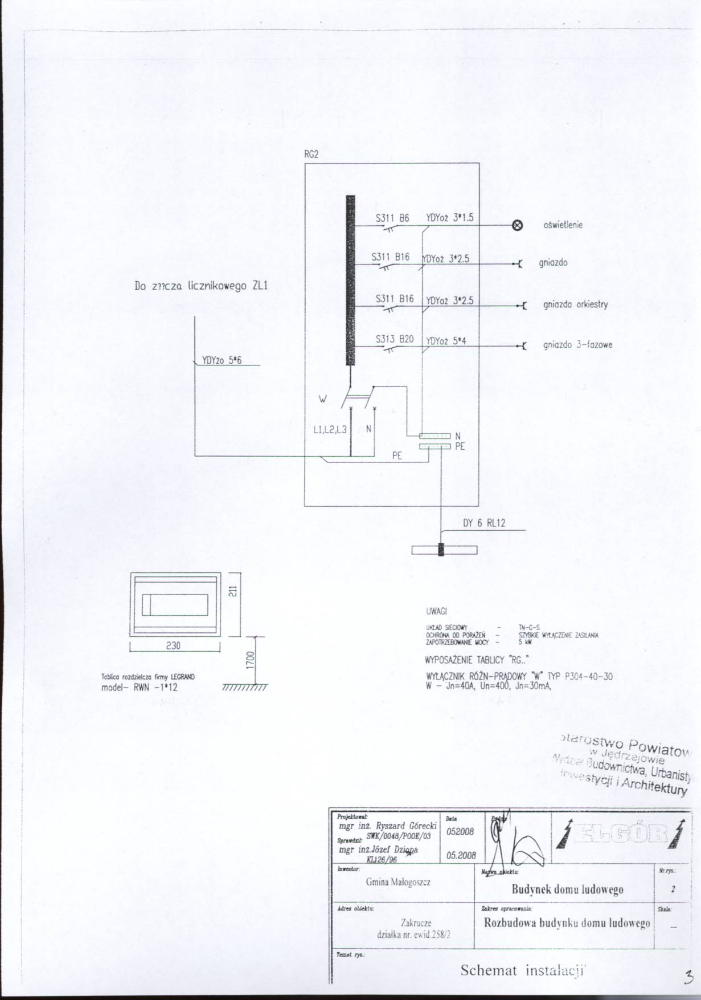 RG2
S311 B6 YDYoż 3*1.5
oświetlenie
S311 B16 YDYoż 3*2.5
gniazdo
Do z??cza licznikowego ZL1
S311 B16 YDYoż 3*2.5
gniazda orkiestry
S313 B20 YDYoż 5*4
gniazdo 3-fazowe
YDYżo 5*6
W
L1,L2,L3 N
N
PE
PE
DY 6 RL12
211
230
1700
Tablica rozdzielcza firmy LEGRAND
model- RWN -1*12
UWAGI
UKŁAD SIECIOWY - TN-C-S
OCHRONA OD PORAŻEŃ - SZYBKIE WYŁĄCZENIE ZASILANIA
ZAPOTRZEBOWANIE MOCY - 5 kW
WYPOSAŻENIE TABLICY "RG.."
WYŁĄCZNIK RÓŻN-PRĄDOWY "W" TYP P304-40-30
W - Jn=40A, Un=400, Jn=30mA,
Starostwo Powiatow
w Jędrzejowie
Wydział Budownictwa, Urbanisty
Inwestycji i Architektury
Projektował:
mgr inż. Ryszard Górecki
SWK/0048/POOE/03
Sprawdził:
mgr inż.Józef Dziopa
KL126/96
Data
052008
05.2008
Podpis
ELGÓR
Inwestor:
Gmina Małogoszcz
Nazwa obiektu:
Budynek domu ludowego
Nr.rys.:
2
Adres obiektu:
Zakrucze
działka nr. ewid.258/2
Zakres opracowania:
Rozbudowa budynku domu ludowego
Skala:
—
Temat rys.:
Schemat instalacji
3